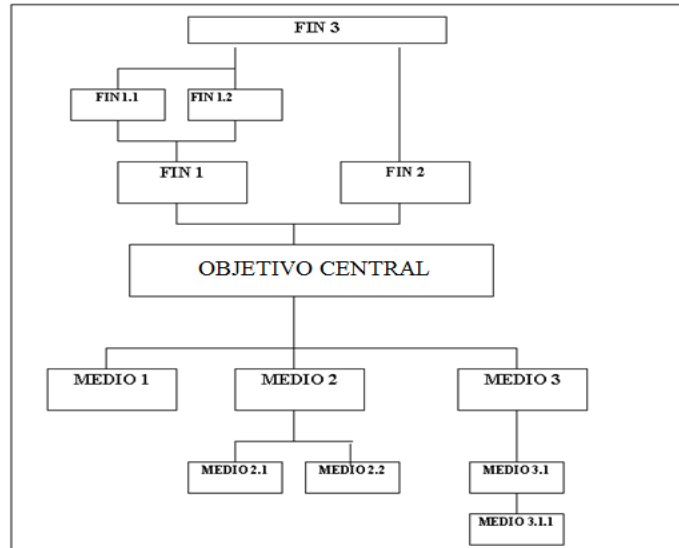 FIN 3
FIN 1.1
FIN 1.2
FIN 1
FIN 2
OBJETIVO CENTRAL
MEDIO 1
MEDIO 2
MEDIO 3
MEDIO 2.1
MEDIO 2.2
MEDIO 3.1
MEDIO 3.1.1